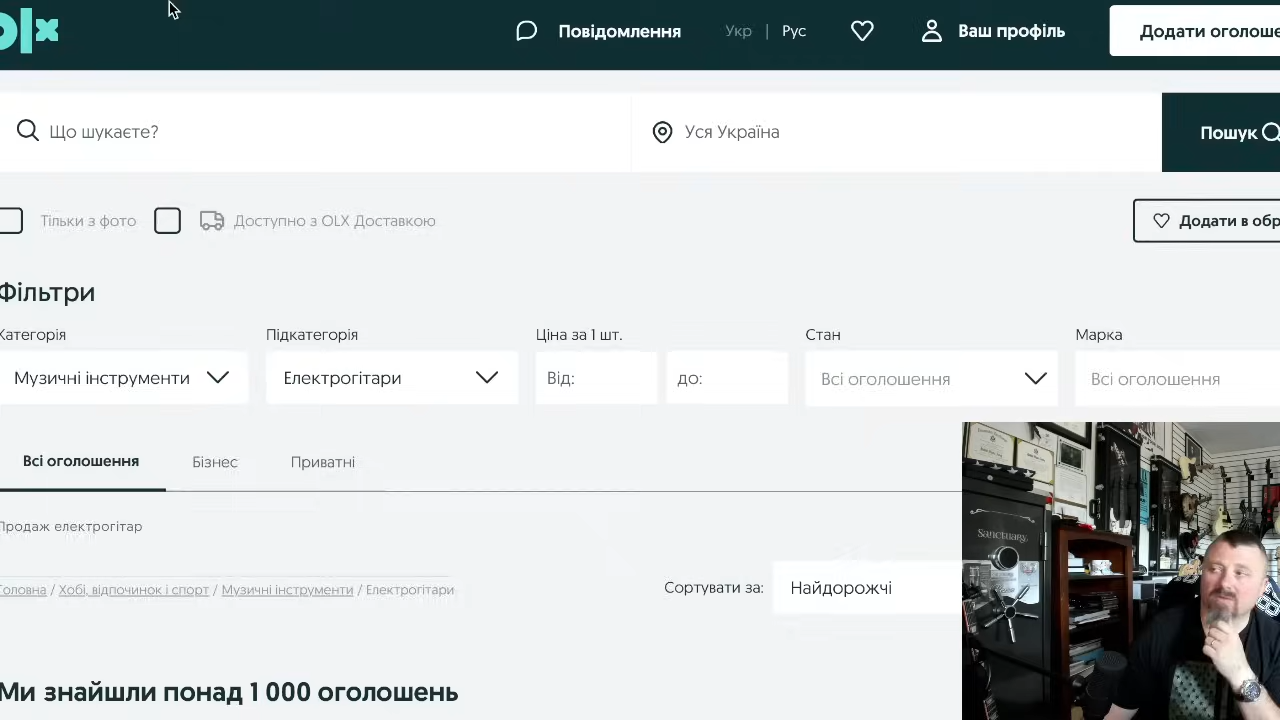 olx
Повідомлення
Укр | Рус
Ваш профіль
Додати оголоше
Що шукаєте?
Уся Україна
Пошук
Тільки з фото
Доступно з OLX Доставкою
Додати в обр
Фільтри
Категорія
Підкатегорія
Ціна за 1 шт.
Стан
Марка
Музичні інструменти
Електрогітари
Від:
до:
Всі оголошення
Всі оголошення
Всі оголошення
Бізнес
Приватні
Продаж електрогітар
Головна / Хобі, відпочинок і спорт / Музичні інструменти / Електрогітари
Сортувати за:
Найдорожчі
Sanctuary
Ми знайшли понад 1 000 оголошень